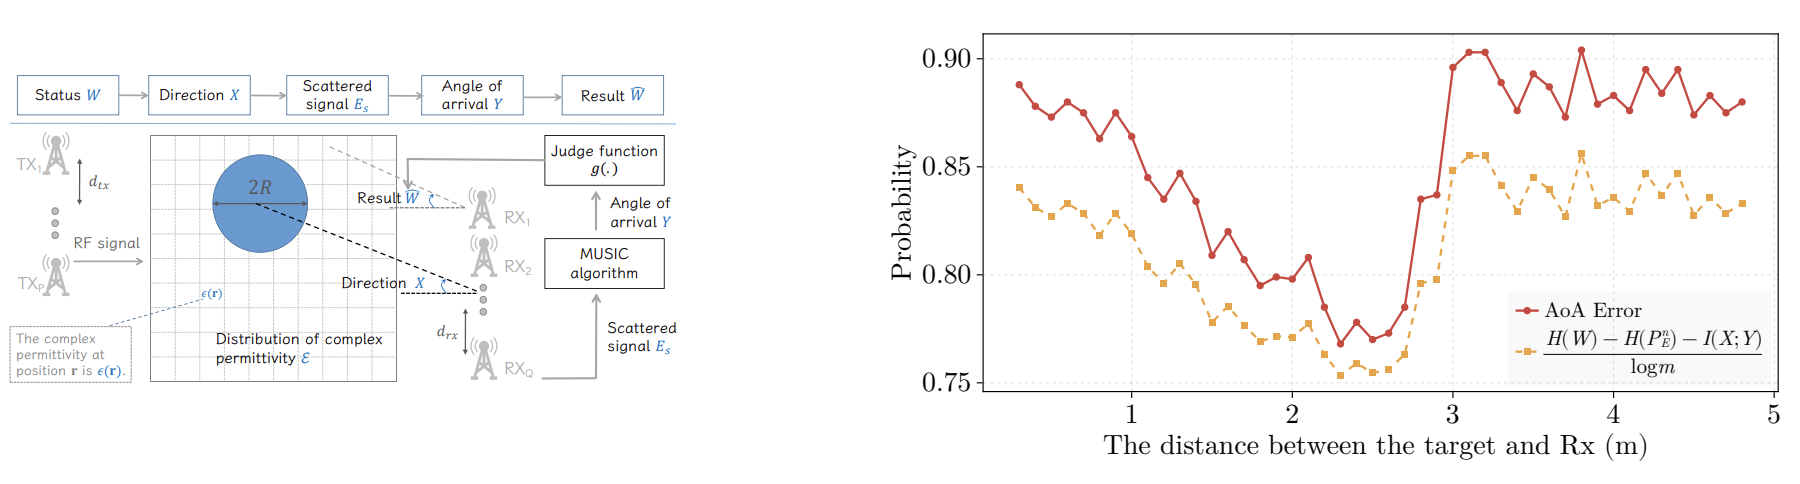 Status W
Direction X
Scattered
signal E_s
Angle of
arrival Y
Result Ŵ
TX_1
d_tx
2R
Result Ŵ
Judge function
g(.)
RX_1
Angle of
arrival Y
RF signal
RX_2
MUSIC
algorithm
TX_P
Direction X
ϵ(r)
d_rx
Distribution of complex
permittivity ℰ
Scattered
signal E_s
The complex
permittivity at
position r is ϵ(r).
RX_Q
Probability
0.90
0.85
0.80
0.75
AoA Error
H(W) − H(P_E^n) − I(X; Y)
logm
1
2
3
4
5
The distance between the target and Rx (m)